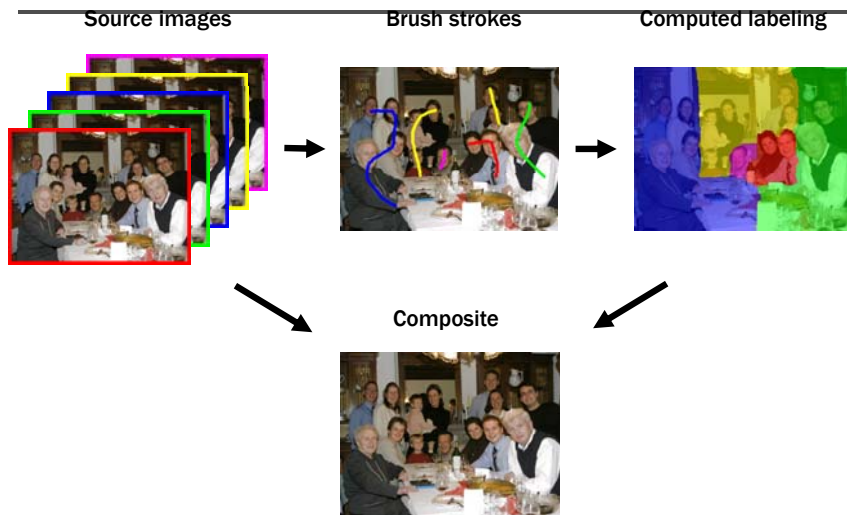 Source images
Brush strokes
Computed labeling
Composite